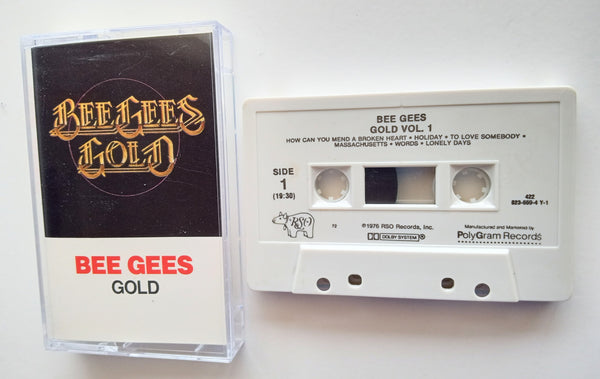 BEE GEES
GOLD
BEE GEES
GOLD
BEE GEES
GOLD VOL. 1
HOW CAN YOU MEND A BROKEN HEART • HOLIDAY • TO LOVE SOMEBODY •
MASSACHUSETTS • WORDS • LONELY DAYS
SIDE
1
(19:30)
422
823-660-4 Y-1
RSO
72
©1976 RSO Records, Inc.
DOLBY SYSTEM
Manufactured and Marketed by
PolyGram Records